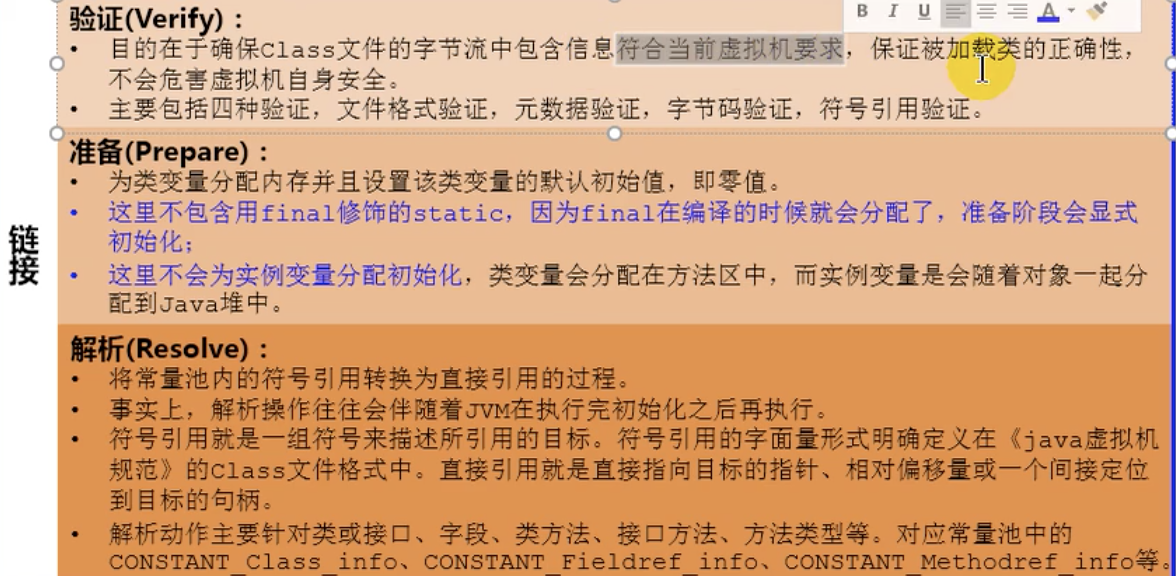 验证(Verify)：
B I U A
• 目的在于确保Class文件的字节流中包含信息符合当前虚拟机要求，保证被加载类的正确性，
不会危害虚拟机自身安全。
• 主要包括四种验证，文件格式验证，元数据验证，字节码验证，符号引用验证。
链接
准备(Prepare)：
• 为类变量分配内存并且设置该类变量的默认初始值，即零值。
• 这里不包含用final修饰的static，因为final在编译的时候就会分配了，准备阶段会显式
初始化；
• 这里不会为实例变量分配初始化，类变量会分配在方法区中，而实例变量是会随着对象一起分
配到Java堆中。
解析(Resolve)：
• 将常量池内的符号引用转换为直接引用的过程。
• 事实上，解析操作往往会伴随着JVM在执行完初始化之后再执行。
• 符号引用就是一组符号来描述所引用的目标。符号引用的字面量形式明确定义在《java虚拟机
规范》的Class文件格式中。直接引用就是直接指向目标的指针、相对偏移量或一个间接定位
到目标的句柄。
• 解析动作主要针对类或接口、字段、类方法、接口方法、方法类型等。对应常量池中的
CONSTANT_Class_info、CONSTANT_Fieldref_info、CONSTANT_Methodref_info等。